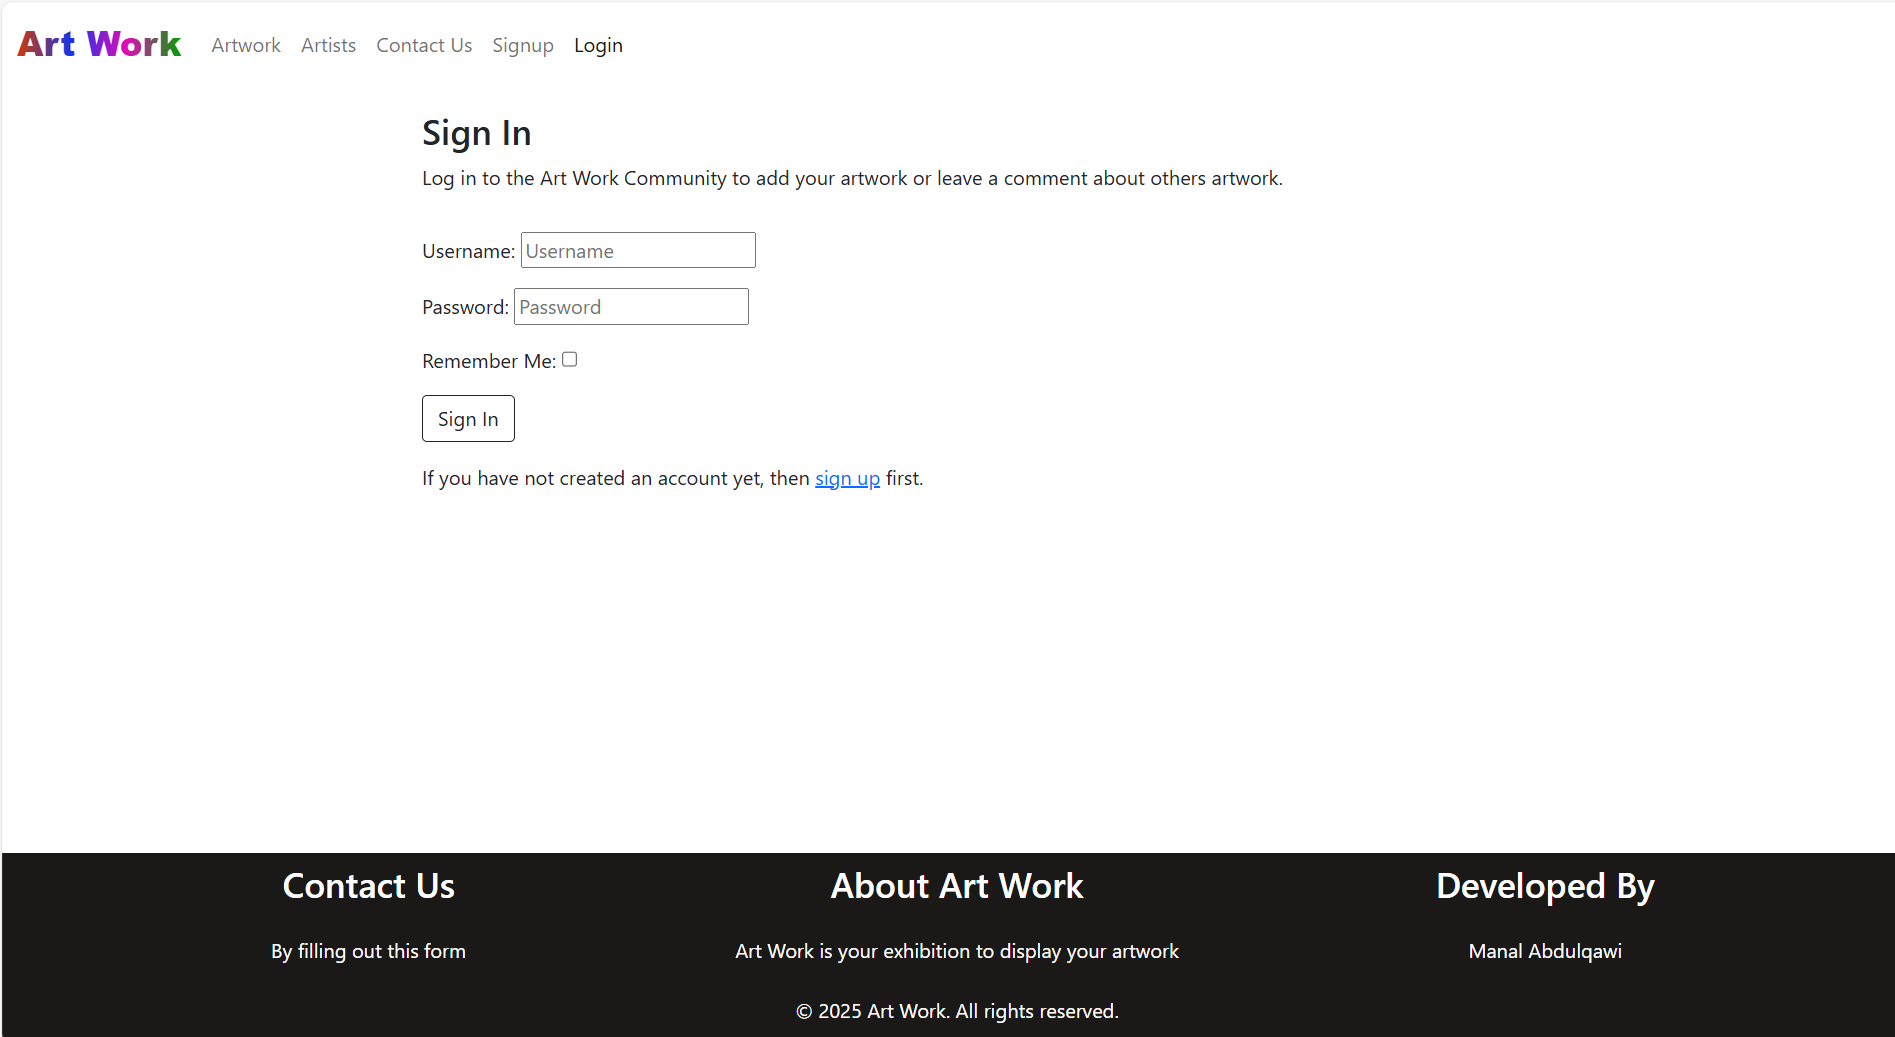 Art Work Artwork Artists Contact Us Signup Login
Sign In
Log in to the Art Work Community to add your artwork or leave a comment about others artwork.
Username: Username
Password: Password
Remember Me:
Sign In
If you have not created an account yet, then sign up first.
Contact Us About Art Work Developed By
By filling out this form Art Work is your exhibition to display your artwork Manal Abdulqawi
© 2025 Art Work. All rights reserved.